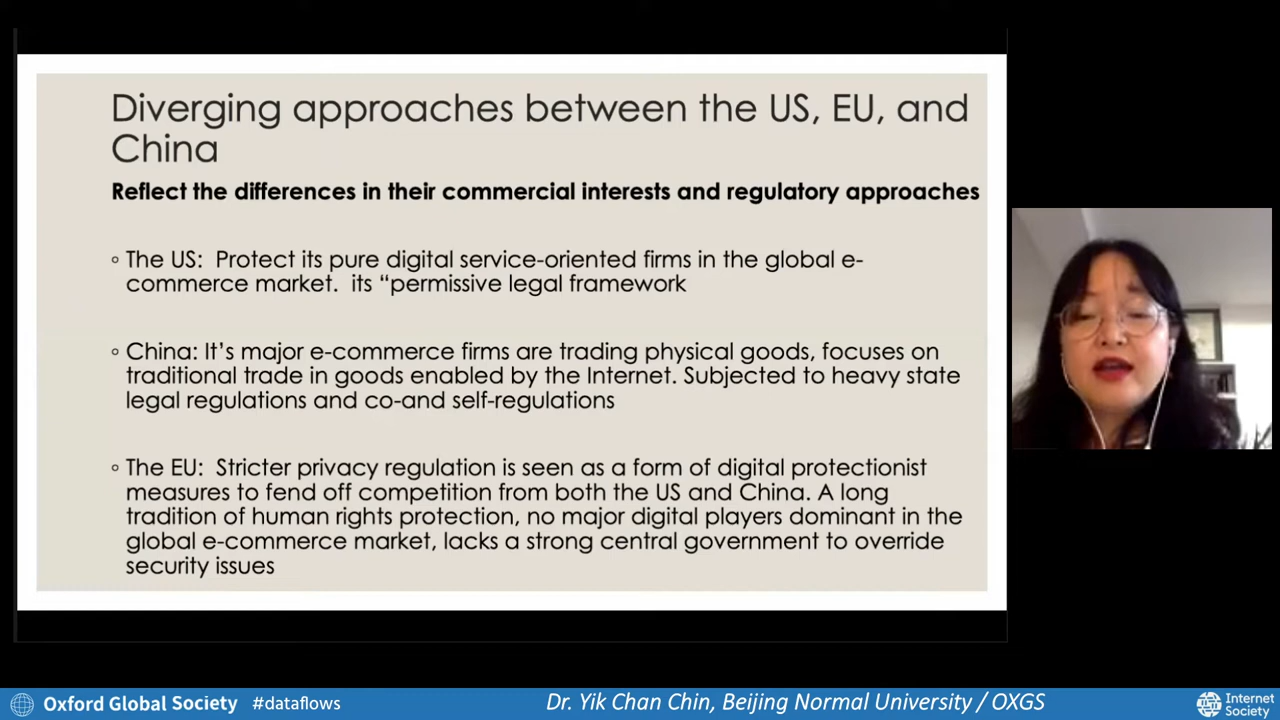 Diverging approaches between the US, EU, and
China
Reflect the differences in their commercial interests and regulatory approaches
◦ The US:  Protect its pure digital service-oriented firms in the global e-
commerce market.  its “permissive legal framework
◦ China: It’s major e-commerce firms are trading physical goods, focuses on
traditional trade in goods enabled by the Internet. Subjected to heavy state
legal regulations and co-and self-regulations
◦ The EU:  Stricter privacy regulation is seen as a form of digital protectionist
measures to fend off competition from both the US and China. A long
tradition of human rights protection, no major digital players dominant in the
global e-commerce market, lacks a strong central government to override
security issues
Oxford Global Society #dataflows
Dr. Yik Chan Chin, Beijing Normal University / OXGS
Internet
Society